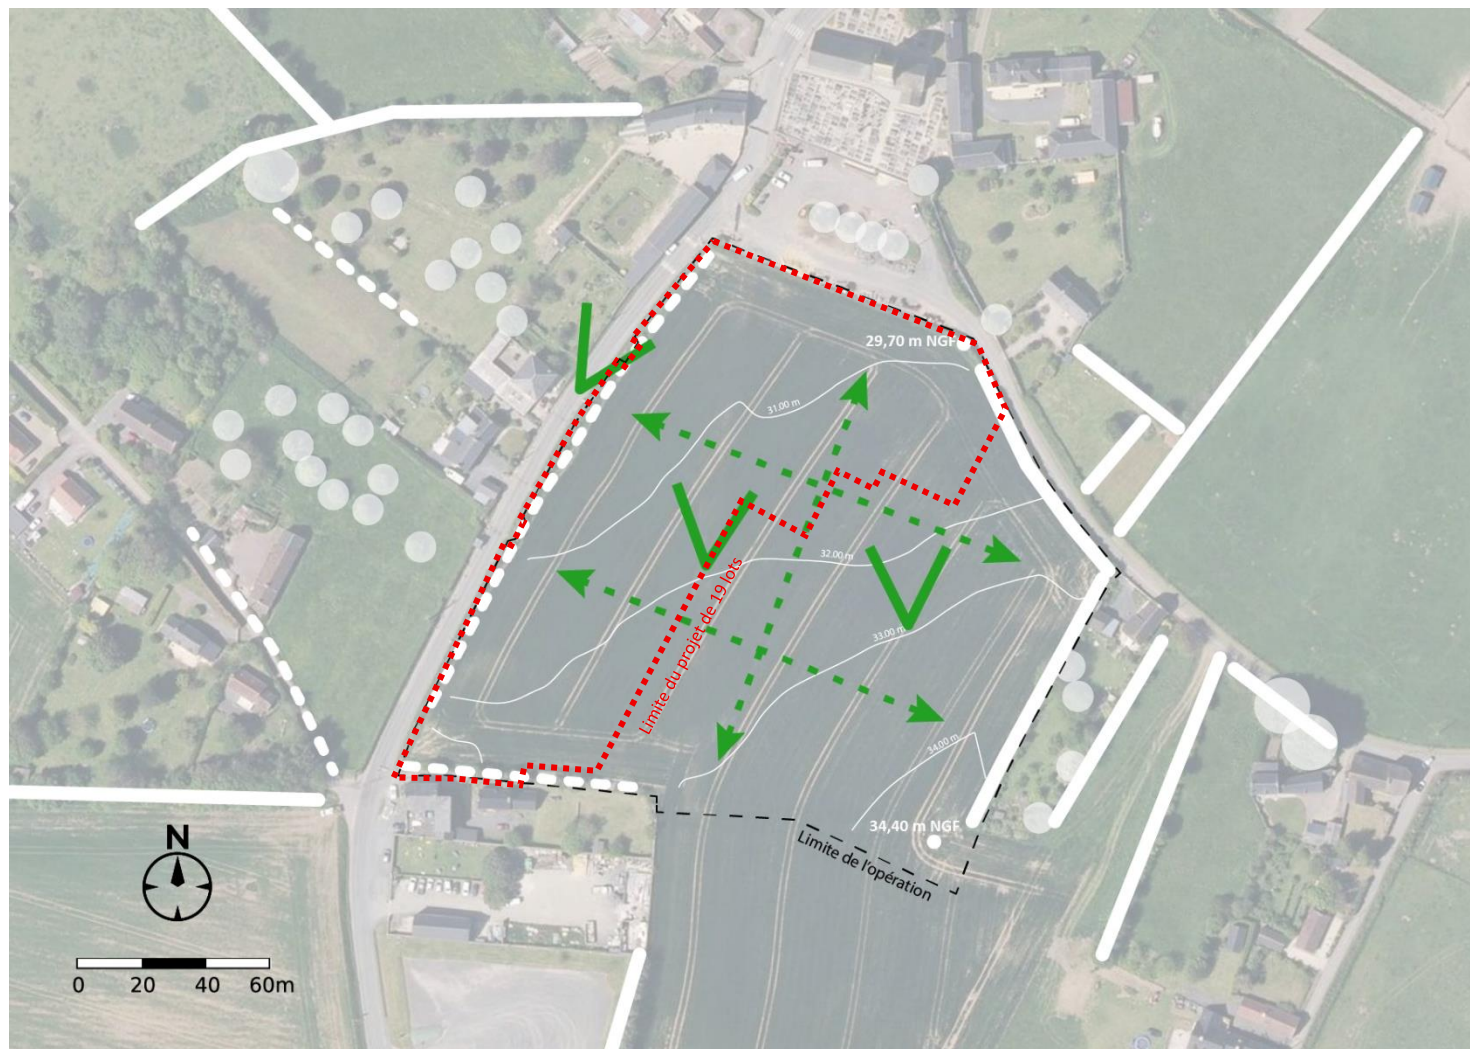 29,70 m NGF
31.00 m
32.00 m
Limite du projet de 19 lots
33.00 m
34.00 m
34,40 m NGF
Limite de l'opération
N
0 20 40 60m